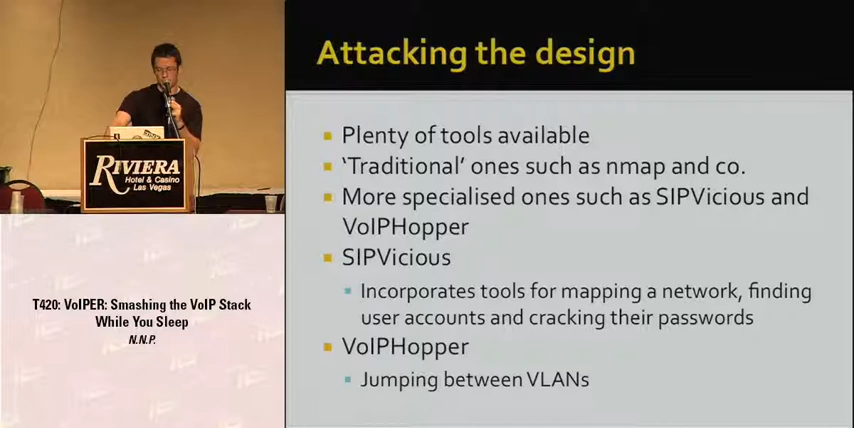 Attacking the design
RIVIERA
Hotel & Casino
Las Vegas
Plenty of tools available
‘Traditional’ ones such as nmap and co.
More specialised ones such as SIPVicious and
VoIPHopper
SIPVicious
Incorporates tools for mapping a network, finding
user accounts and cracking their passwords
VoIPHopper
Jumping between VLANs
T420: VoIPER: Smashing the VoIP Stack
While You Sleep
N.N.P.